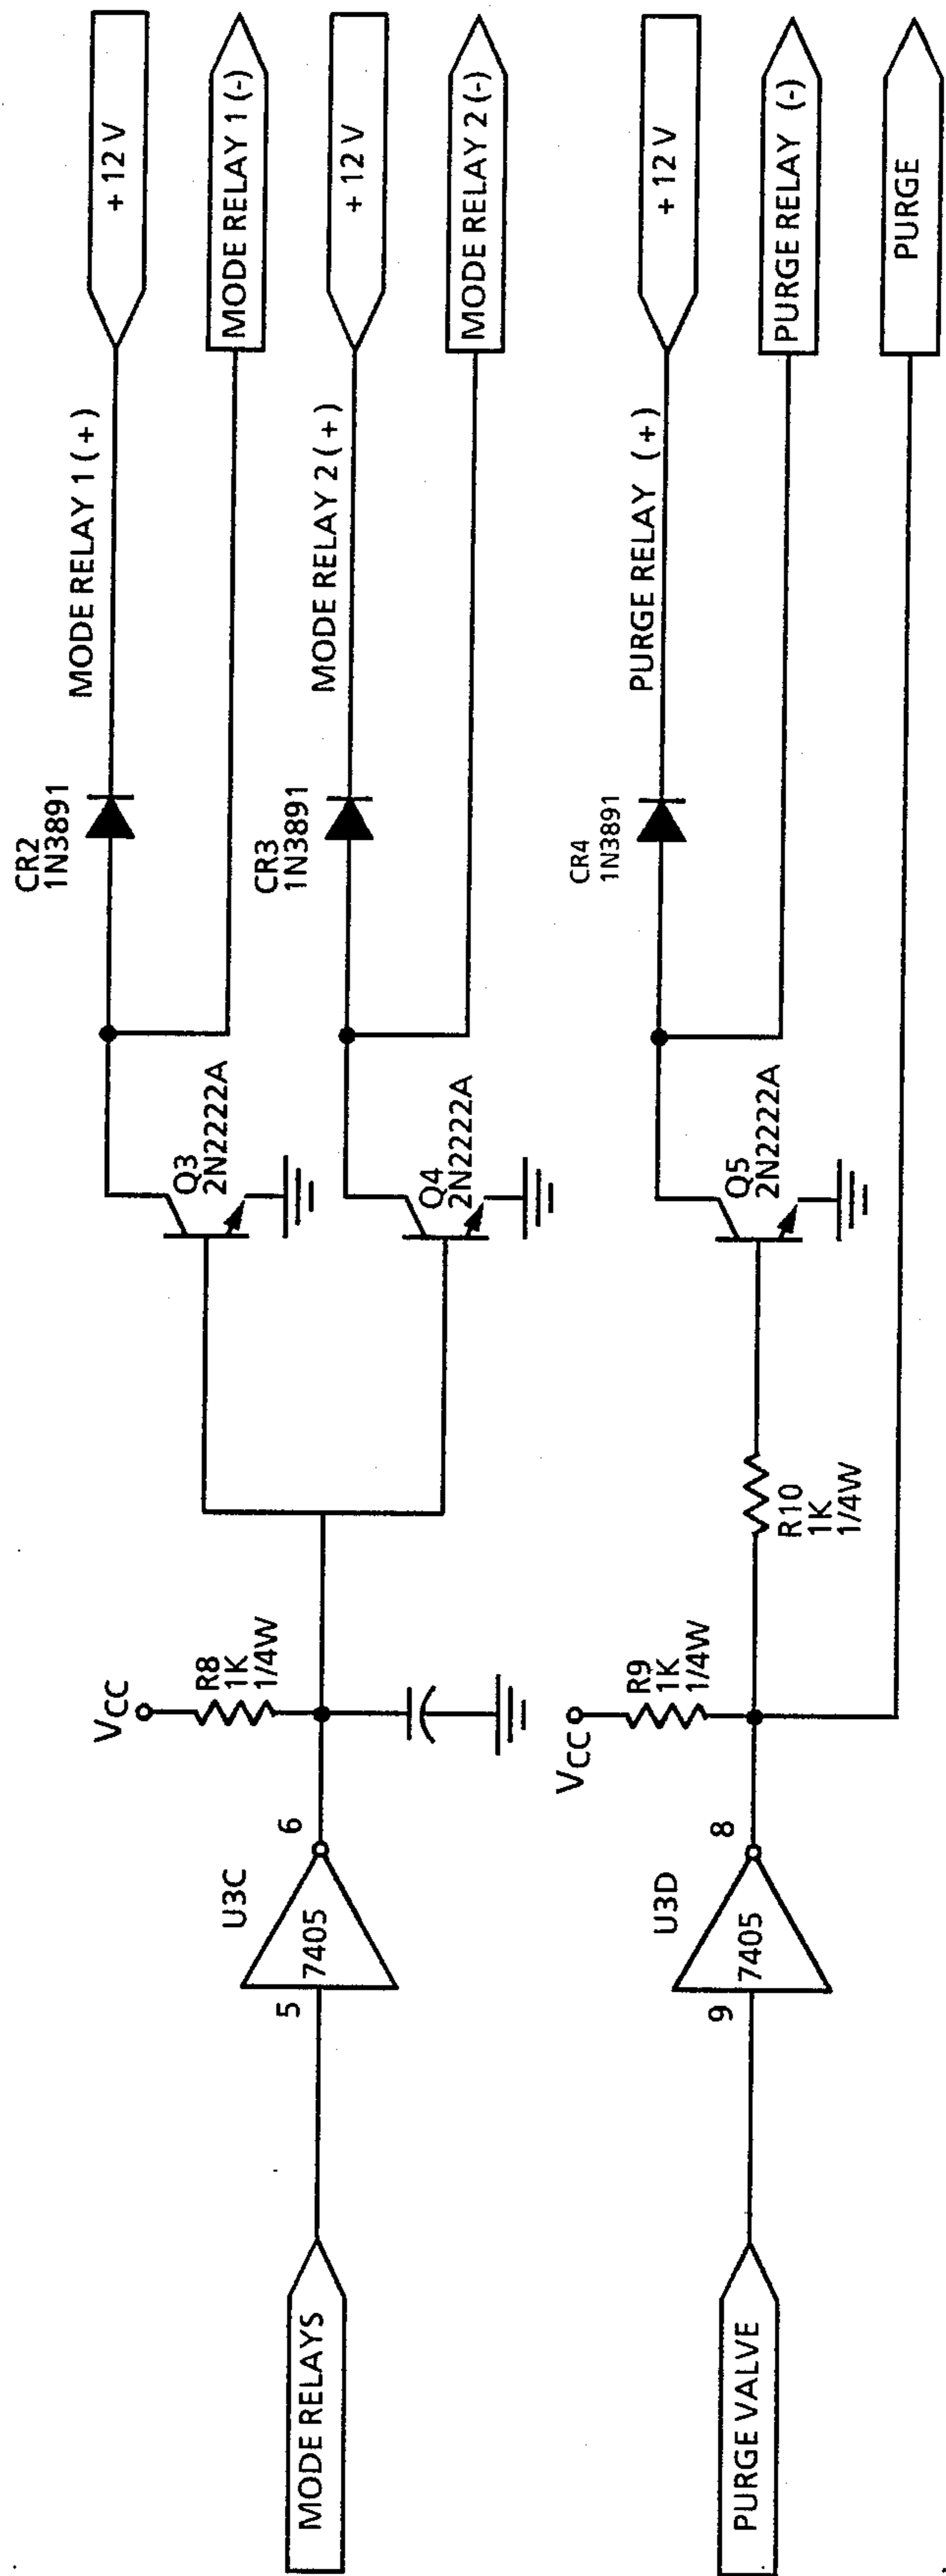 MODE RELAYS
5
U3C
7405
6
VCC
R8
1K
1/4W
Q3
2N2222A
CR2
1N3891
MODE RELAY 1 (+)
+ 12 V
MODE RELAY 1 (-)
Q4
2N2222A
CR3
1N3891
MODE RELAY 2 (+)
+ 12 V
MODE RELAY 2 (-)
PURGE VALVE
9
U3D
7405
8
VCC
R9
1K
1/4W
R10
1K
1/4W
Q5
2N2222A
CR4
1N3891
PURGE RELAY (+)
+ 12 V
PURGE RELAY (-)
PURGE